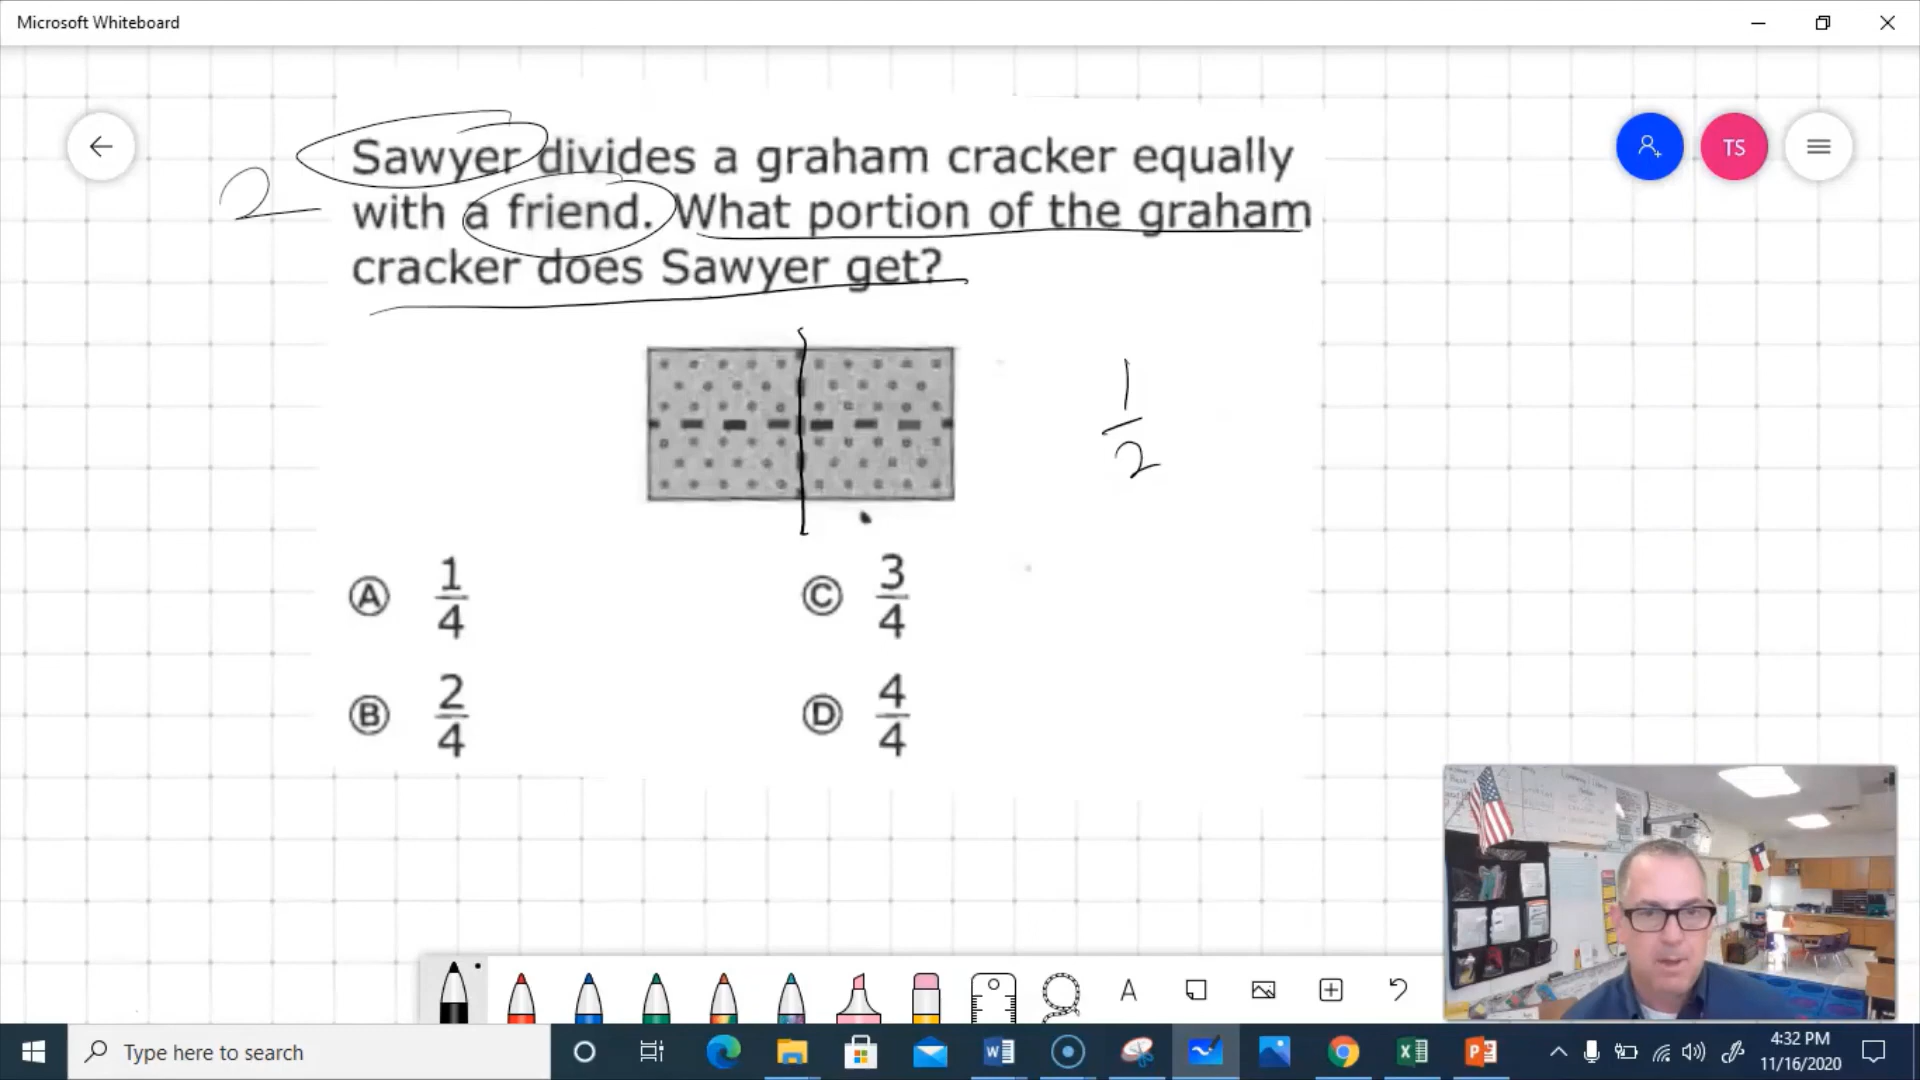 Microsoft Whiteboard
Sawyer divides a graham cracker equally
2
with a friend. What portion of the graham
cracker does Sawyer get?
TS
1
2
A 1/4
C 3/4
B 2/4
D 4/4
A
Type here to search
4:32 PM
11/16/2020